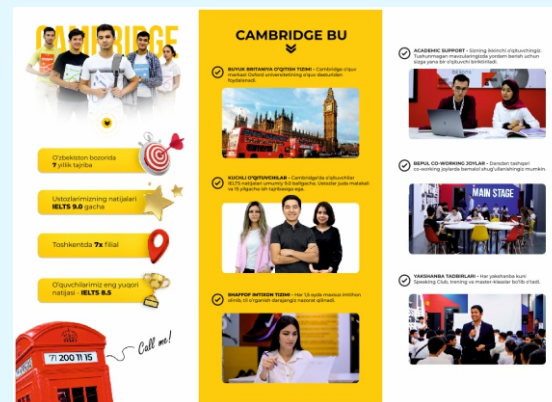 CAMBRIDGE
O'zbekiston bozorida
7 yillik tajriba
Ustozlarimizning natijalari
IELTS 9.0 gacha
Toshkentda 7x filial
O'quvchilarimiz eng yuqori
natijasi - IELTS 8.5
71 200 11 15
Call me!
CAMBRIDGE BU
BUYUK BRITANIYA O'QITISH TIZIMI - Cambridge o'quv
markazi Oxford universitetining o'quv dasturidan
foydalanadi.
KUCHLI O'QITUVCHILAR - Cambridgeda o'qituvchilar
IELTS natijalari umumiy 9.0 ballgacha. Ustozlar juda malakali
va 15 yilgacha ish tajribasiga ega.
SHAFFOF IMTIXON TIZIMI - Har 1,5 oyda maxsus imtihon
olinib, til o'rganish darajangiz nazorat qilinadi.
ACADEMIC SUPPORT - Sizning ikkinchi o'qituvchingiz.
Tushunmagan mavzularingizda yordam berish uchun
sizga yana bir o'qituvchi biriktiriladi.
BEPUL CO-WORKING JOYLAR - Darsdan tashqari
co-working joylarda bemalol shug'ullanishingiz mumkin.
MAIN STAGE
YAKSHANBA TADBIRLARI - Har yakshanba kuni
Speaking Club, trening va master-klasslar bo'lib o'tadi.